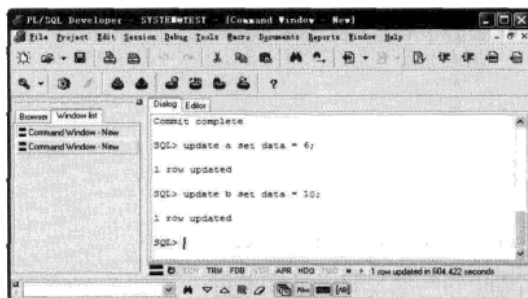 PL/SQL Developer - SYSTEM@TEST - [Command Window - New]
File Project Edit Session Debug Tools Macro Documents Reports Window Help
Browser Window list
Command Window - New
Command Window - New
Dialog Editor
Commit complete
SQL> update a set data = 6;
1 row updated
SQL> update b set data = 10;
1 row updated
SQL>
TRM FDB APR HDG 1 row updated in 604.422 seconds